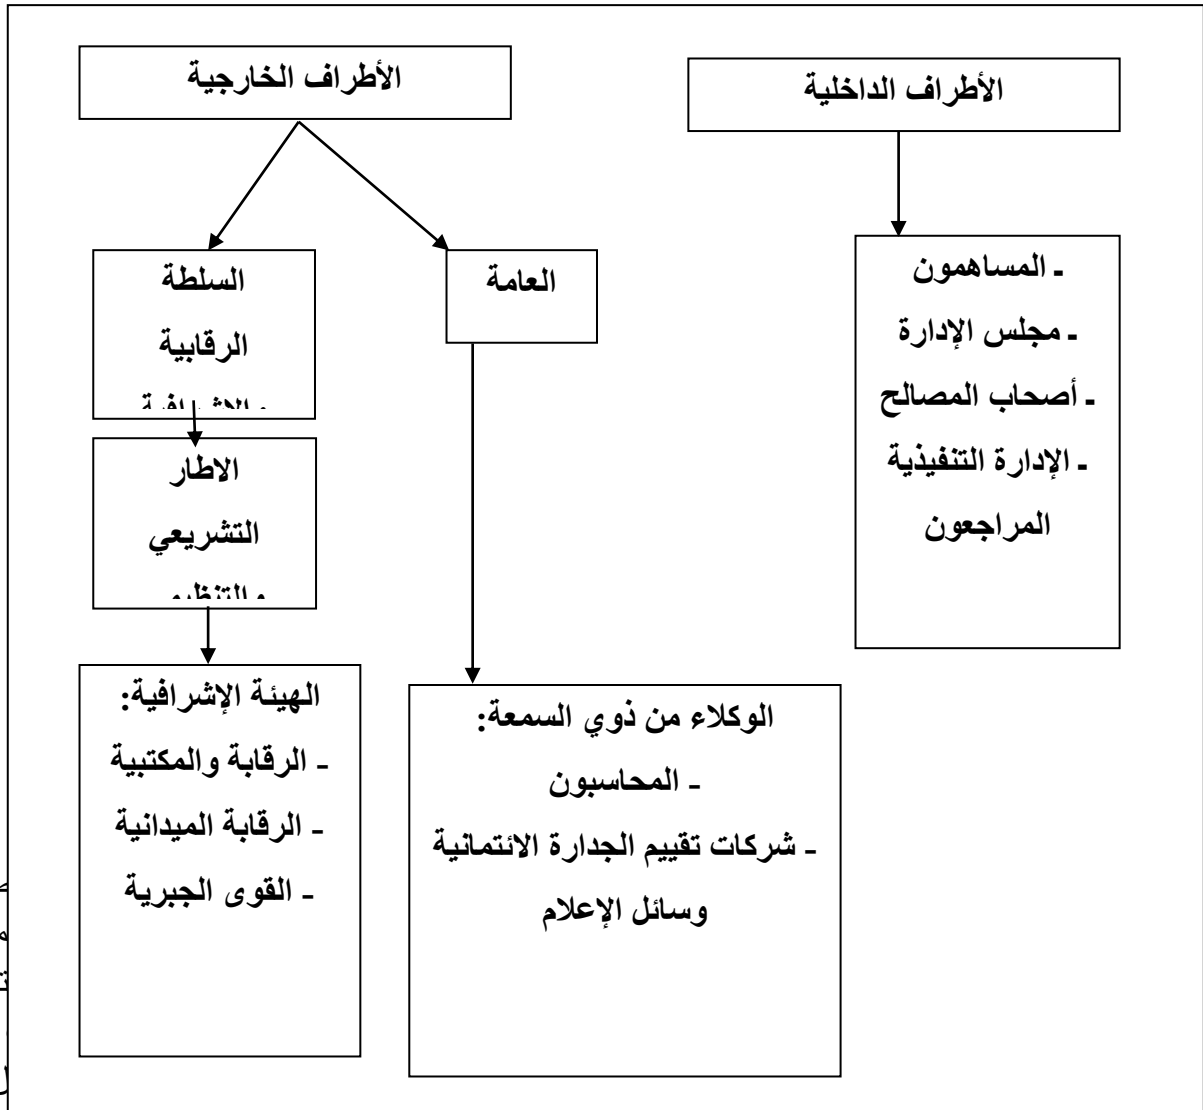 الأطراف الداخلية
ـ المساهمون
ـ مجلس الإدارة
ـ أصحاب المصالح
ـ الإدارة التنفيذية
المراجعون
الأطراف الخارجية
العامة
الوكلاء من ذوي السمعة:
ـ المحاسبون
ـ شركات تقييم الجدارة الائتمانية
وسائل الإعلام
السلطة
الرقابية
الاطار
التشريعي
الهيئة الإشرافية:
ـ الرقابة والمكتبية
ـ الرقابة الميدانية
ـ القوى الجبرية